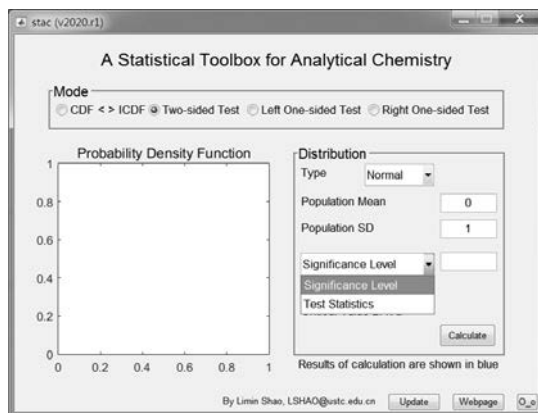 stac (v2020.r1)
A Statistical Toolbox for Analytical Chemistry
Mode
CDF < > ICDF Two-sided Test Left One-sided Test Right One-sided Test
Probability Density Function
1
0.8
0.6
0.4
0.2
0
0 0.2 0.4 0.6 0.8 1
Distribution
Type Normal
Population Mean 0
Population SD 1
Significance Level
Significance Level
Test Statistics
Calculate
Results of calculation are shown in blue
By Limin Shao, LSHAO@ustc.edu.cn Update Webpage O_o